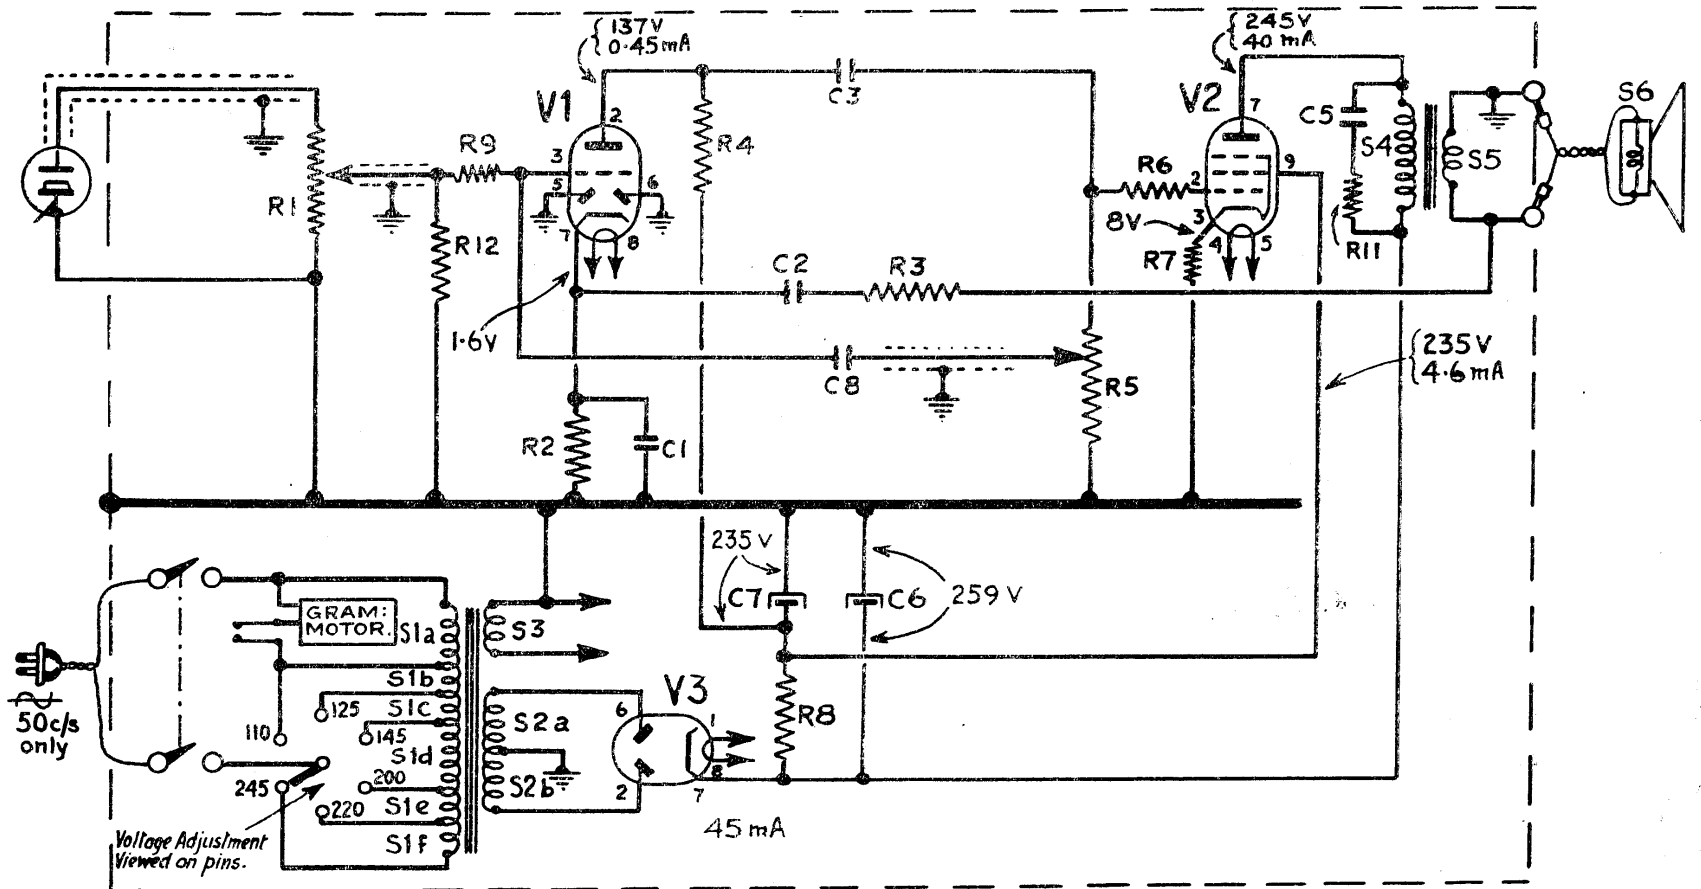 137V
0.45mA
245V
40mA
V1
2
C3
V2
7
C5
S6
R9
3
R4
R6
9
S4
S5
R1
5
6
2
R12
7
8
8V
3
4
5
R7
R11
C2
R3
1.6V
C8
R5
235V
4.6mA
R2
C1
235V
C7
C6
259V
GRAM:
MOTOR.
S1a
S3
S1b
50c/s
only
125
S1c
110
145
S1d
S2a
V3
6
1
R8
245
200
S1e
S2b
2
8
7
220
S1f
45mA
Voltage Adjustment
Viewed on pins.